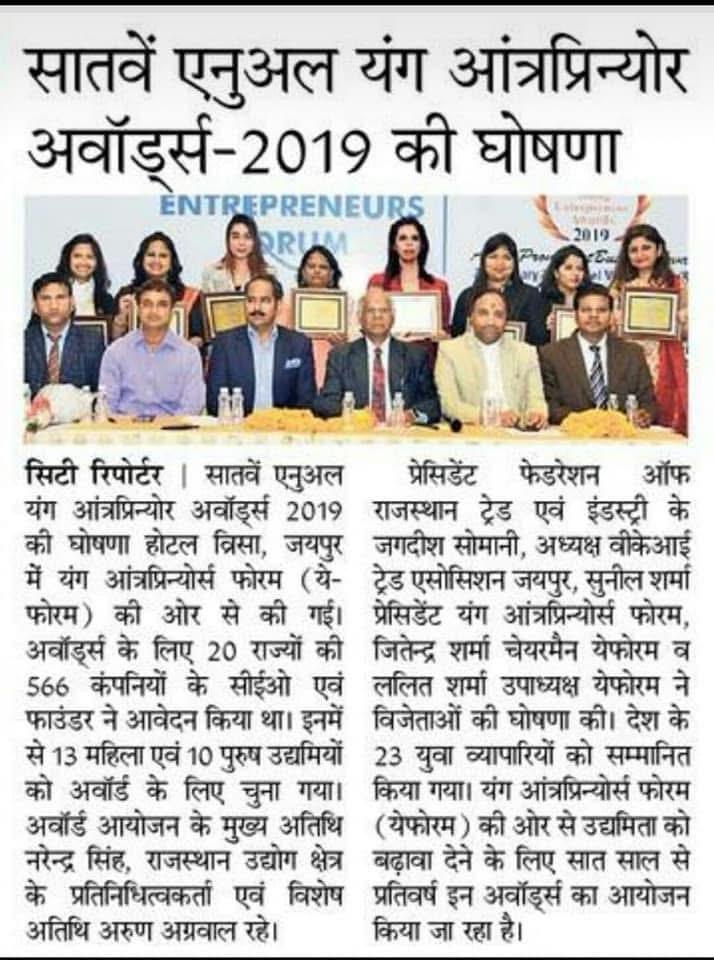 सातवें एनुअल यंग आंत्रप्रिन्योर
अवॉर्ड्स-2019 की घोषणा
ENTREPRENEURS
ORUM
Entrepreneur
Awards
2019
सिटी रिपोर्टर | सातवें एनुअल
यंग आंत्रप्रिन्योर अवॉर्ड्स 2019
की घोषणा होटल व्रिसा, जयपुर
में यंग आंत्रप्रिन्योर्स फोरम (ये-
फोरम) की ओर से की गई।
अवॉर्ड्स के लिए 20 राज्यों की
566 कंपनियों के सीईओ एवं
फाउंडर ने आवेदन किया था। इनमें
से 13 महिला एवं 10 पुरुष उद्यमियों
को अवॉर्ड के लिए चुना गया।
अवॉर्ड आयोजन के मुख्य अतिथि
नरेन्द्र सिंह, राजस्थान उद्योग क्षेत्र
के प्रतिनिधित्वकर्ता एवं विशेष
अतिथि अरुण अग्रवाल रहे।
प्रेसिडेंट फेडरेशन ऑफ
राजस्थान ट्रेड एवं इंडस्ट्री के
जगदीश सोमानी, अध्यक्ष वीकेआई
ट्रेड एसोसिशन जयपुर, सुनील शर्मा
प्रेसिडेंट यंग आंत्रप्रिन्योर्स फोरम,
जितेन्द्र शर्मा चेयरमैन येफोरम व
ललित शर्मा उपाध्यक्ष येफोरम ने
विजेताओं की घोषणा की। देश के
23 युवा व्यापारियों को सम्मानित
किया गया। यंग आंत्रप्रिन्योर्स फोरम
(येफोरम) की ओर से उद्यमिता को
बढ़ावा देने के लिए सात साल से
प्रतिवर्ष इन अवॉर्ड्स का आयोजन
किया जा रहा है।